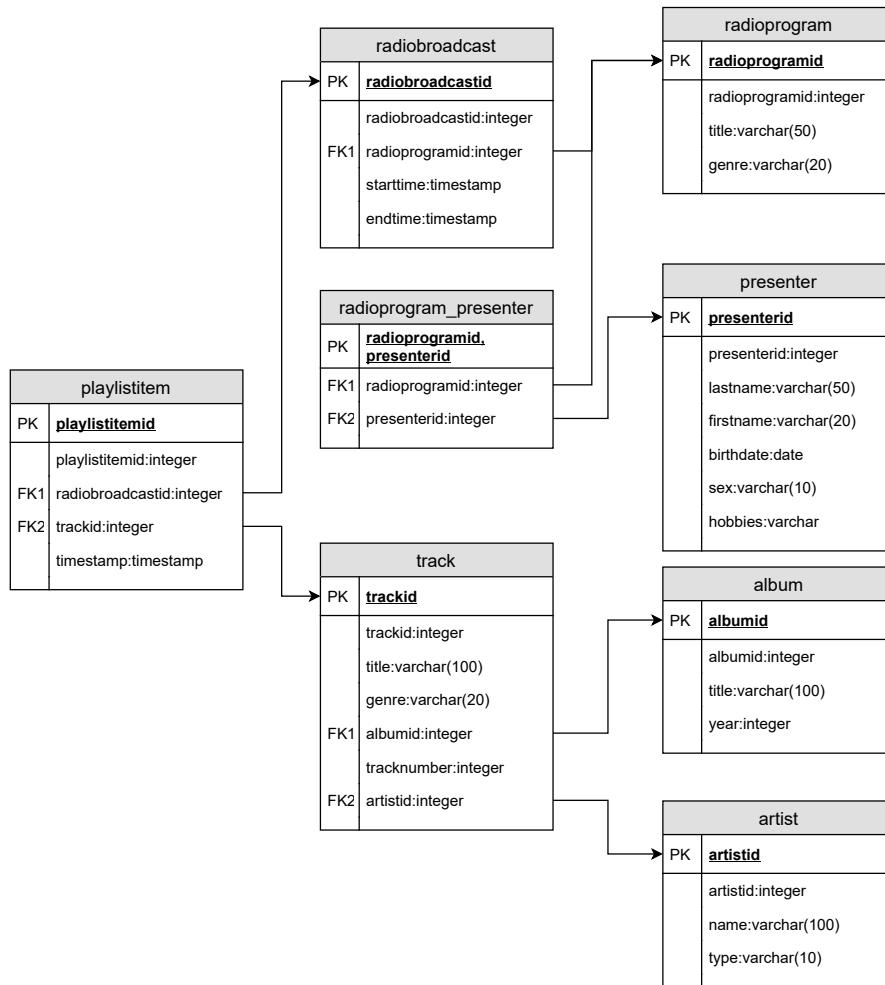 radiobroadcast
PK radiobroadcastid
radiobroadcastid:integer
FK1 radioprogramid:integer
starttime:timestamp
endtime:timestamp
radioprogram
PK radioprogramid
radioprogramid:integer
title:varchar(50)
genre:varchar(20)
radioprogram_presenter
PK radioprogramid,
presenterid
FK1 radioprogramid:integer
FK2 presenterid:integer
presenter
PK presenterid
presenterid:integer
lastname:varchar(50)
firstname:varchar(20)
birthdate:date
sex:varchar(10)
hobbies:varchar
playlistitem
PK playlistitemid
playlistitemid:integer
FK1 radiobroadcastid:integer
FK2 trackid:integer
timestamp:timestamp
track
PK trackid
trackid:integer
title:varchar(100)
genre:varchar(20)
FK1 albumid:integer
tracknumber:integer
FK2 artistid:integer
album
PK albumid
albumid:integer
title:varchar(100)
year:integer
artist
PK artistid
artistid:integer
name:varchar(100)
type:varchar(10)